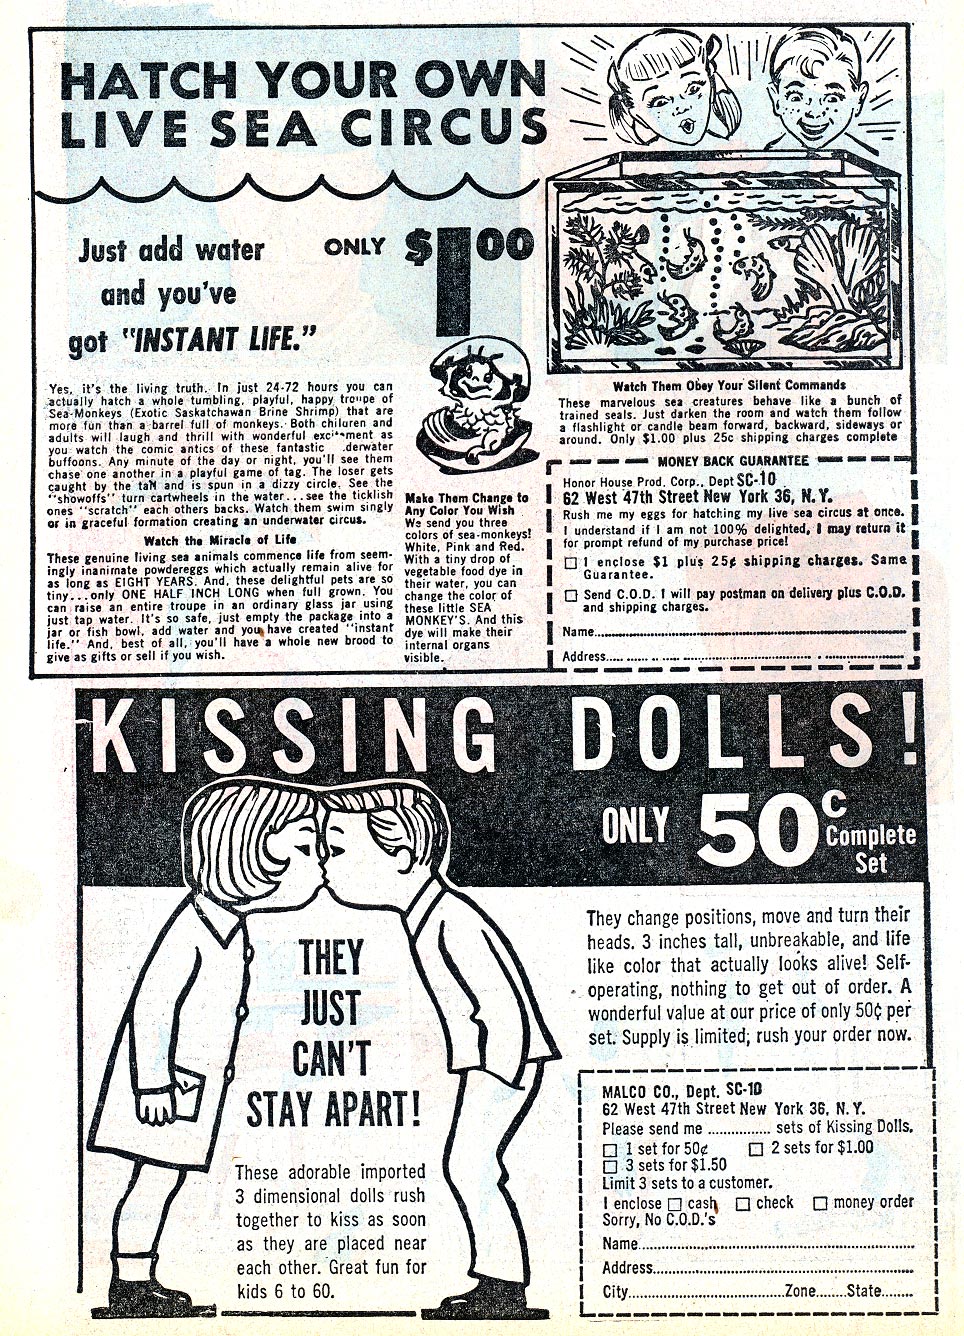 HATCH YOUR OWN
LIVE SEA CIRCUS
Just add water
and you've
got "INSTANT LIFE."
ONLY $1.00
Yes, it's the living truth. In just 24-72 hours you can
actually hatch a whole tumbling, playful, happy troupe of
Sea-Monkeys (Exotic Saskatchawan Brine Shrimp) that are
more fun than a barrel full of monkeys. Both children and
adults will laugh and thrill with wonderful excitement as
you watch the comic antics of these fantastic .derwater
buffoons. Any minute of the day or night, you'll see them
chase one another in a playful game of tag. The loser gets
caught by the tail and is spun in a dizzy circle. See the
"showoffs" turn cartwheels in the water...see the ticklish
ones "scratch" each others backs. Watch them swim singly
or in graceful formation creating an underwater circus.
Watch the Miracle of Life
These genuine living sea animals commence life from seem-
ingly inanimate powdereggs which actually remain alive for
as long as EIGHT YEARS. And, these delightful pets are so
tiny...only ONE HALF INCH LONG when full grown. You
can raise an entire troupe in an ordinary glass jar using
just tap water. It's so safe, just empty the package into a
jar or fish bowl, add water and you have created "instant
life." And, best of all, you'll have a whole new brood to
give as gifts or sell if you wish.
Make Them Change to
Any Color You Wish
We send you three
colors of sea-monkeys!
White, Pink and Red.
With a tiny drop of
vegetable food dye in
their water, you can
change the color of
these little SEA
MONKEY'S. And this
dye will make their
internal organs
visible.
Watch Them Obey Your Silent Commands
These marvelous sea creatures behave like a bunch of
trained seals. Just darken the room and watch them follow
a flashlight or candle beam forward, backward, sideways or
around. Only $1.00 plus 25c shipping charges complete
MONEY BACK GUARANTEE
Honor House Prod. Corp., Dept SC-10
62 West 47th Street New York 36, N. Y.
Rush me my eggs for hatching my live sea circus at once.
I understand if I am not 100% delighted, I may return it
for prompt refund of my purchase price!
I enclose $1 plus 25¢ shipping charges. Same
Guarantee.
Send C.O.D. I will pay postman on delivery plus C.O.D.
and shipping charges.
Name
Address
KISSING DOLLS!
ONLY 50c Complete
Set
THEY
JUST
CAN'T
STAY APART!
These adorable imported
3 dimensional dolls rush
together to kiss as soon
as they are placed near
each other. Great fun for
kids 6 to 60.
They change positions, move and turn their
heads. 3 inches tall, unbreakable, and life
like color that actually looks alive! Self-
operating, nothing to get out of order. A
wonderful value at our price of only 50¢ per
set. Supply is limited; rush your order now.
MALCO CO., Dept. SC-10
62 West 47th Street New York 36, N. Y.
Please send me ............... sets of Kissing Dolls.
1 set for 50¢ 2 sets for $1.00
3 sets for $1.50
Limit 3 sets to a customer.
I enclose cash check money order
Sorry, No C.O.D.'s
Name
Address
City Zone State